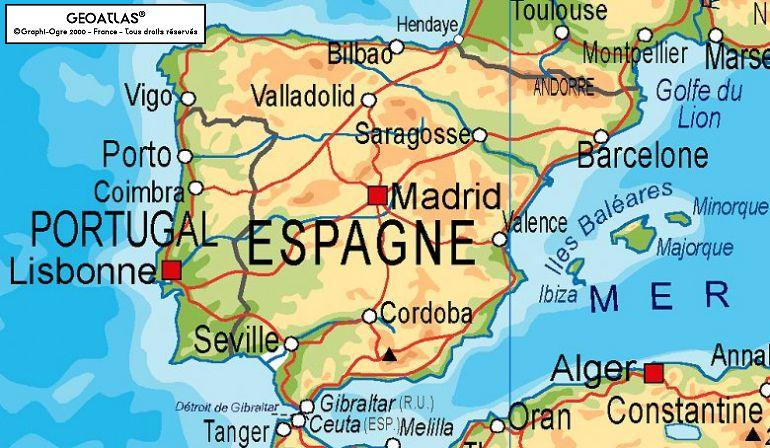 GEOATLAS®
©Graphi-Ogre 2000 - France - Tous droits réservés
Toulouse
Hendaye
Bilbao
Montpellier
Marse
ANDORRE
Golfe du
Lion
Vigo
Valladolid
Saragosse
Barcelone
Porto
Coimbra
Madrid
PORTUGAL
ESPAGNE
Valence
Iles Baléares
Minorque
Majorque
Ibiza
Lisbonne
MER
Cordoba
Seville
Alger
Anna
Détroit de Gibraltar
Gibraltar (R.U.)
Ceuta (ESP.)
Melilla
Tanger
Oran
Constantine